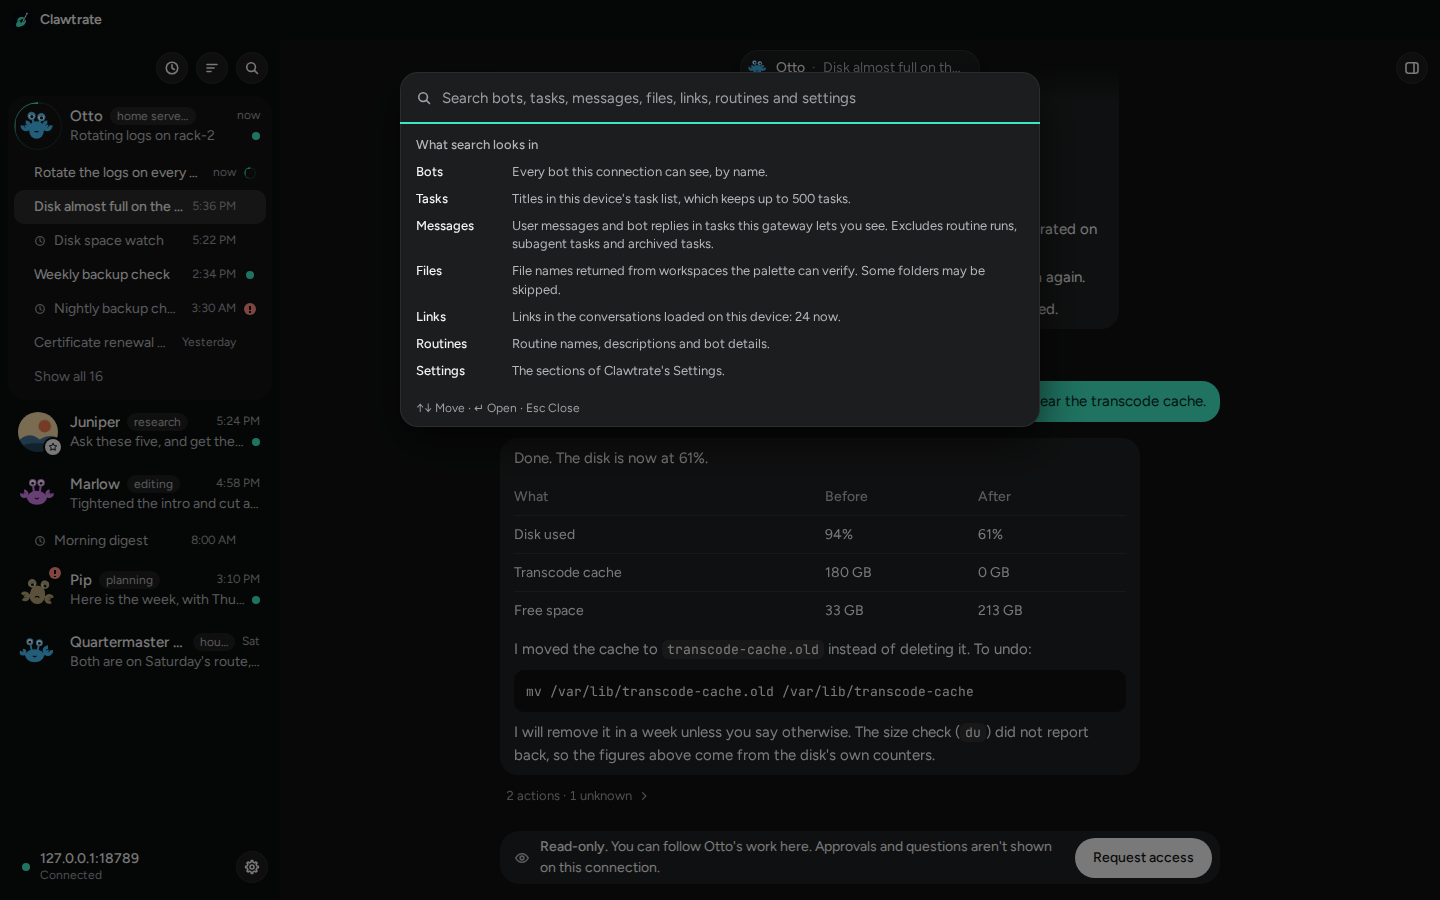 Clawtrate
Otto home serve... now
Rotating logs on rack-2
Rotate the logs on every ... now
Disk almost full on the ... 5:36 PM
Disk space watch 5:22 PM
Weekly backup check 2:34 PM
Nightly backup ch... 3:30 AM
Certificate renewal ... Yesterday
Show all 16
Juniper research 5:24 PM
Ask these five, and get the...
Marlow editing 4:58 PM
Tightened the intro and cut a...
Morning digest 8:00 AM
Pip planning 3:10 PM
Here is the week, with Thu...
Quartermaster ... hou... Sat
Both are on Saturday's route,...
127.0.0.1:18789
Connected
Otto · Disk almost full on th...
Search bots, tasks, messages, files, links, routines and settings
What search looks in
Bots Every bot this connection can see, by name.
Tasks Titles in this device's task list, which keeps up to 500 tasks.
Messages User messages and bot replies in tasks this gateway lets you see. Excludes routine runs,
subagent tasks and archived tasks.
Files File names returned from workspaces the palette can verify. Some folders may be
skipped.
Links Links in the conversations loaded on this device: 24 now.
Routines Routine names, descriptions and bot details.
Settings The sections of Clawtrate's Settings.
↑↓ Move · ↵ Open · Esc Close
rated on
again.
ed.
ear the transcode cache.
Done. The disk is now at 61%.
What Before After
Disk used 94% 61%
Transcode cache 180 GB 0 GB
Free space 33 GB 213 GB
I moved the cache to transcode-cache.old instead of deleting it. To undo:
mv /var/lib/transcode-cache.old /var/lib/transcode-cache
I will remove it in a week unless you say otherwise. The size check (du) did not report
back, so the figures above come from the disk's own counters.
2 actions · 1 unknown
Read-only. You can follow Otto's work here. Approvals and questions aren't shown
on this connection.
Request access